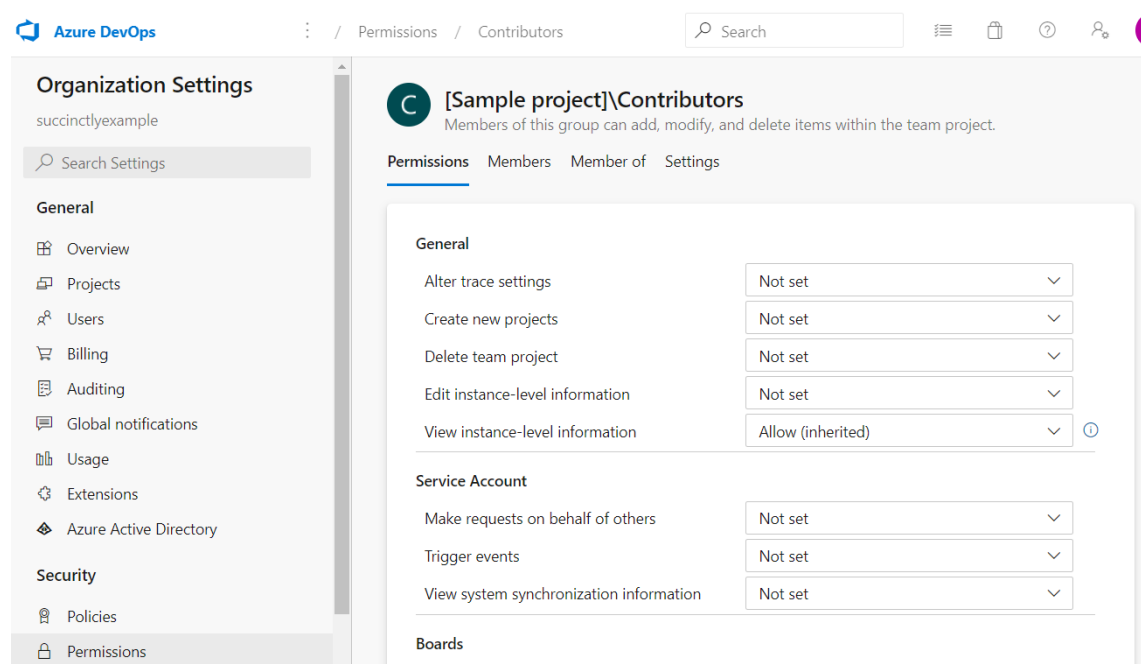 Azure DevOps / Permissions / Contributors Search
Organization Settings
succinctlyexample
Search Settings
General
Overview
Projects
Users
Billing
Auditing
Global notifications
Usage
Extensions
Azure Active Directory
Security
Policies
Permissions
C
[Sample project]\Contributors
Members of this group can add, modify, and delete items within the team project.
Permissions Members Member of Settings
General
Alter trace settings Not set
Create new projects Not set
Delete team project Not set
Edit instance-level information Not set
View instance-level information Allow (inherited)
Service Account
Make requests on behalf of others Not set
Trigger events Not set
View system synchronization information Not set
Boards